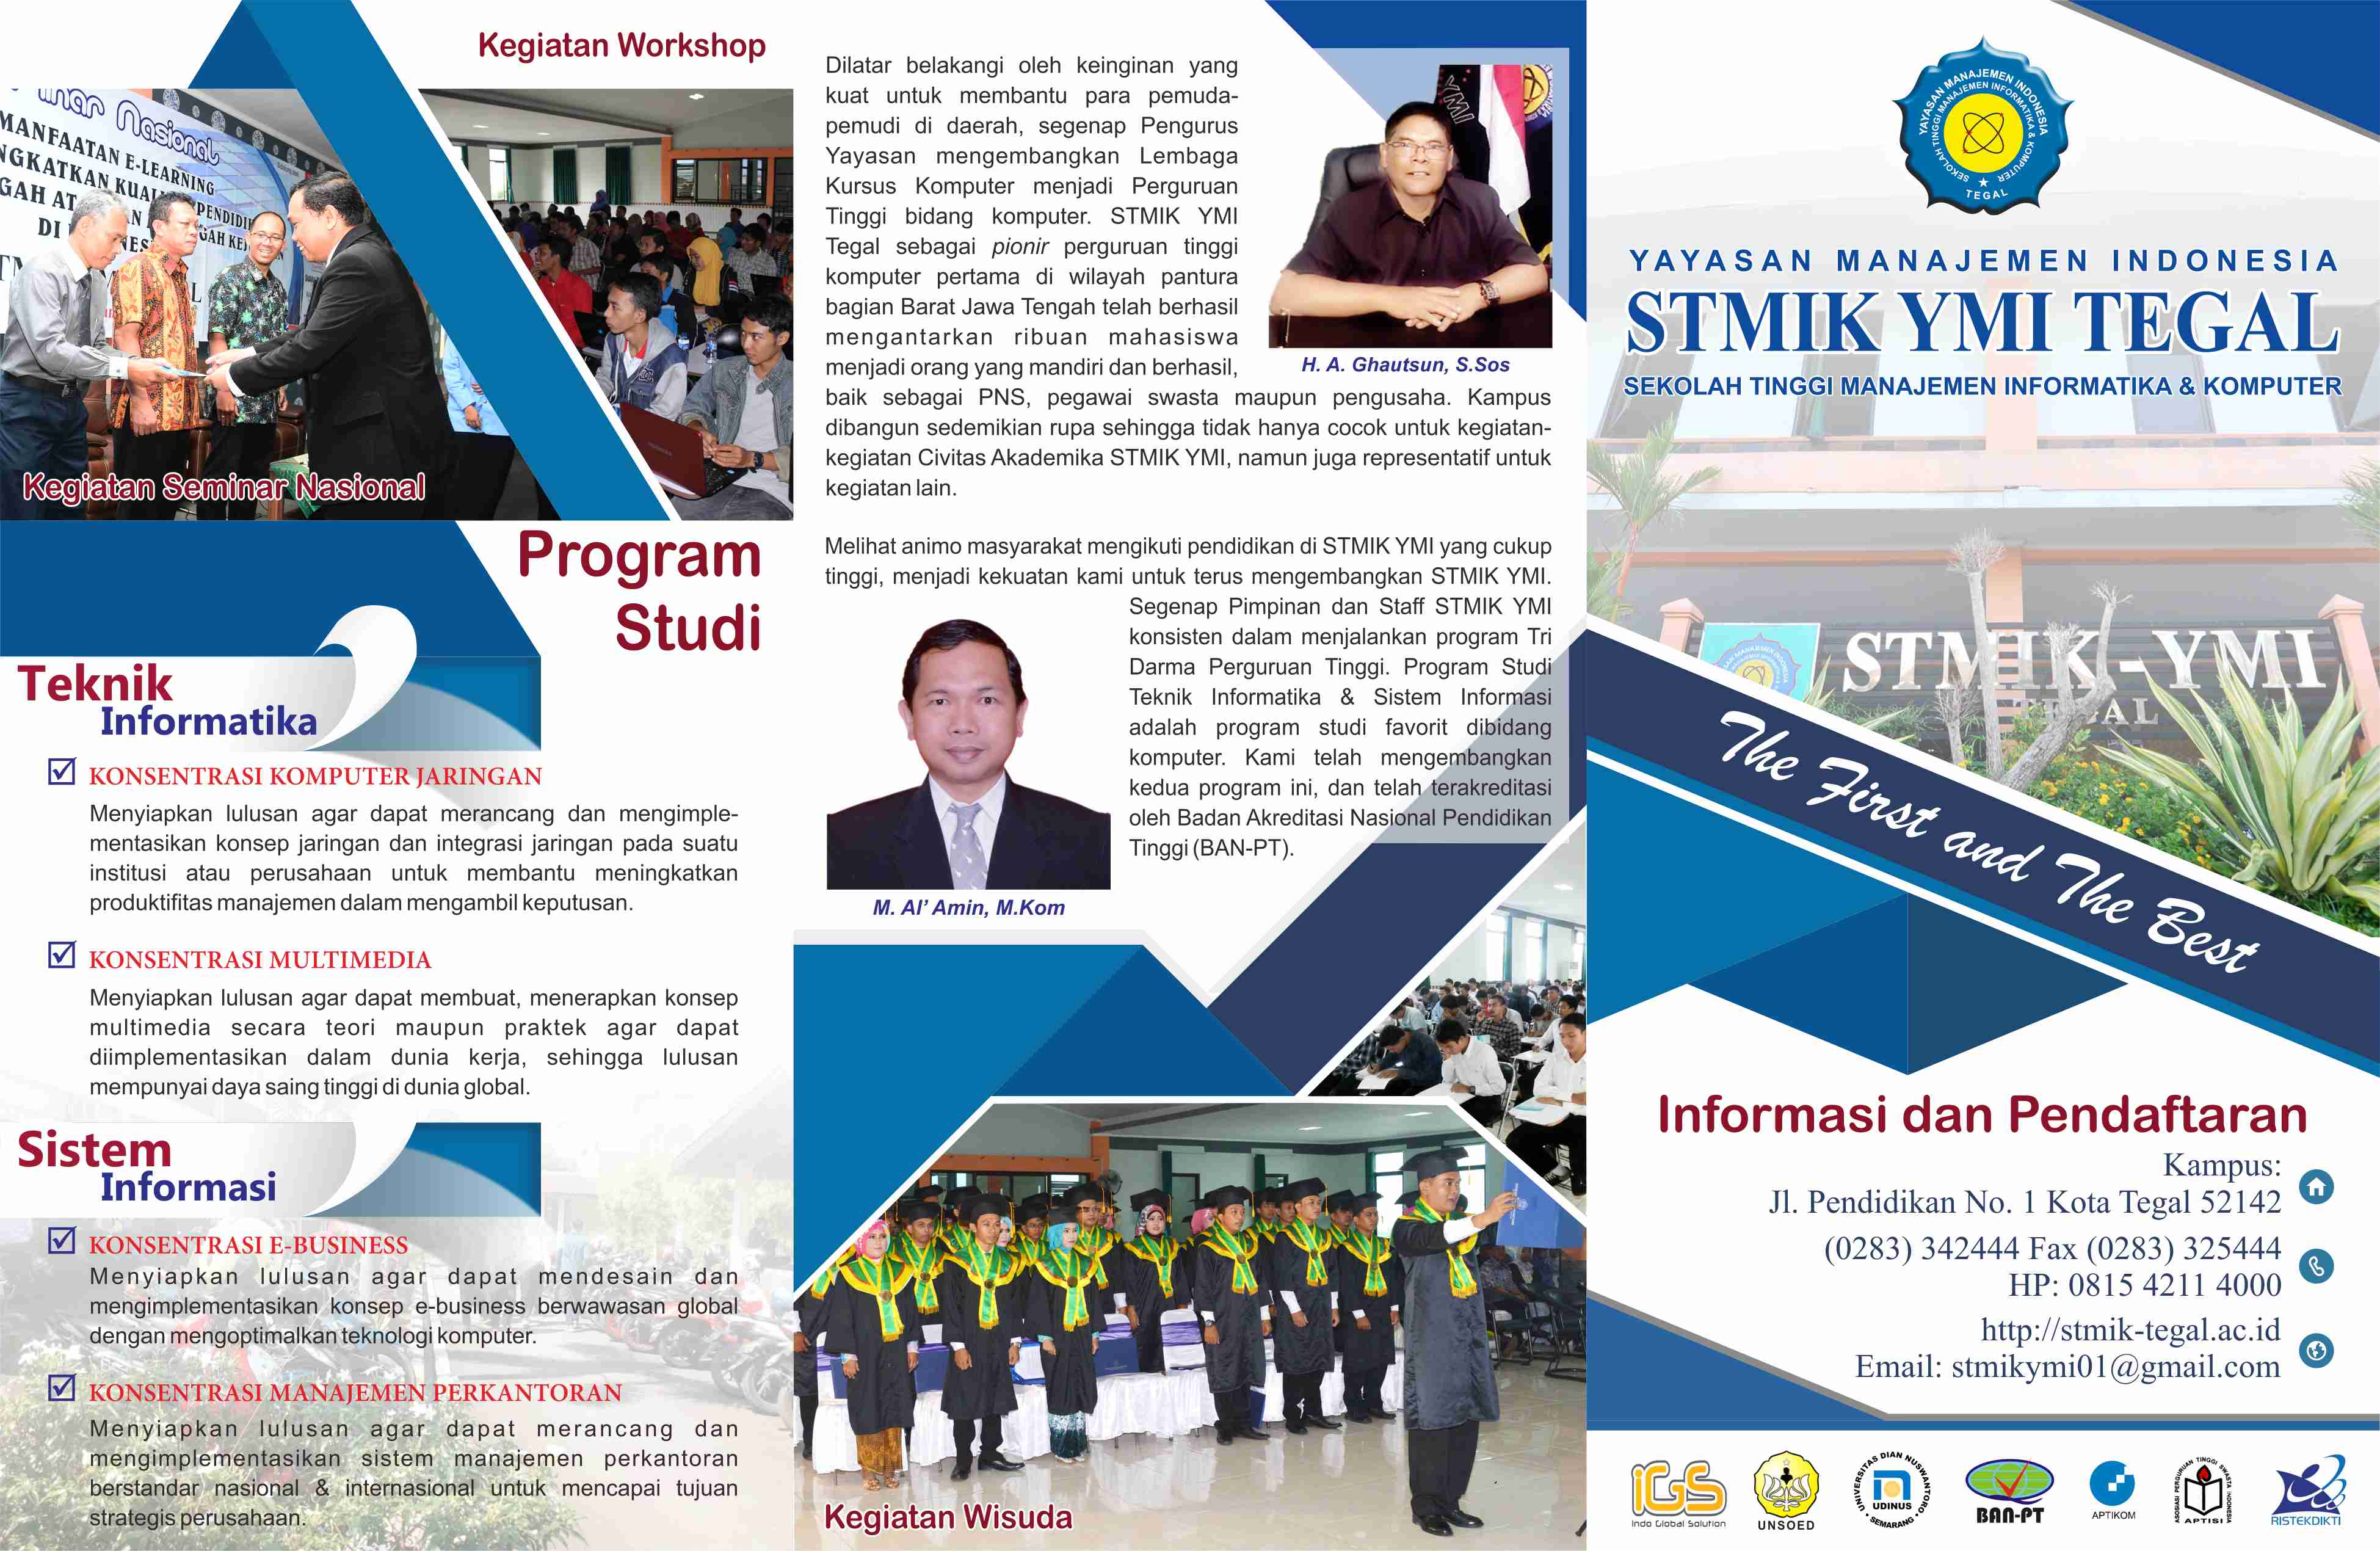 Kegiatan Workshop
Seminar Nasional
MANFAATAN E-LEARNING
NGKATKAN
PENDIDIK
GAH AT
DI
Kegiatan Seminar Nasional
Program
Studi
Teknik
Informatika
KONSENTRASI KOMPUTER JARINGAN
Menyiapkan lulusan agar dapat merancang dan mengimple-
mentasikan konsep jaringan dan integrasi jaringan pada suatu
institusi atau perusahaan untuk membantu meningkatkan
produktifitas manajemen dalam mengambil keputusan.
KONSENTRASI MULTIMEDIA
Menyiapkan lulusan agar dapat membuat, menerapkan konsep
multimedia secara teori maupun praktek agar dapat
diimplementasikan dalam dunia kerja, sehingga lulusan
mempunyai daya saing tinggi di dunia global.
Sistem
Informasi
KONSENTRASI E-BUSINESS
Menyiapkan lulusan agar dapat mendesain dan
mengimplementasikan konsep e-business berwawasan global
dengan mengoptimalkan teknologi komputer.
KONSENTRASI MANAJEMEN PERKANTORAN
Menyiapkan lulusan agar dapat merancang dan
mengimplementasikan sistem manajemen perkantoran
berstandar nasional & internasional untuk mencapai tujuan
strategis perusahaan.
Dilatar belakangi oleh keinginan yang
kuat untuk membantu para pemuda-
pemudi di daerah, segenap Pengurus
Yayasan mengembangkan Lembaga
Kursus Komputer menjadi Perguruan
Tinggi bidang komputer. STMIK YMI
Tegal sebagai pionir perguruan tinggi
komputer pertama di wilayah pantura
bagian Barat Jawa Tengah telah berhasil
mengantarkan ribuan mahasiswa
menjadi orang yang mandiri dan berhasil,
baik sebagai PNS, pegawai swasta maupun pengusaha. Kampus
dibangun sedemikian rupa sehingga tidak hanya cocok untuk kegiatan-
kegiatan Civitas Akademika STMIK YMI, namun juga representatif untuk
kegiatan lain.
YMI
H. A. Ghautsun, S.Sos
Melihat animo masyarakat mengikuti pendidikan di STMIK YMI yang cukup
tinggi, menjadi kekuatan kami untuk terus mengembangkan STMIK YMI.
Segenap Pimpinan dan Staff STMIK YMI
konsisten dalam menjalankan program Tri
Darma Perguruan Tinggi. Program Studi
Teknik Informatika & Sistem Informasi
adalah program studi favorit dibidang
komputer. Kami telah mengembangkan
kedua program ini, dan telah terakreditasi
oleh Badan Akreditasi Nasional Pendidikan
Tinggi (BAN-PT).
M. Al' Amin, M.Kom
Kegiatan Wisuda
YAYASAN MANAJEMEN INDONESIA
SEKOLAH TINGGI MANAJEMEN INFORMATIKA & KOMPUTER
TEGAL
YAYASAN MANAJEMEN INDONESIA
STMIK YMI TEGAL
SEKOLAH TINGGI MANAJEMEN INFORMATIKA & KOMPUTER
STMIK-YMI
TEGAL
The First and The Best
Informasi dan Pendaftaran
Kampus:
Jl. Pendidikan No. 1 Kota Tegal 52142
(0283) 342444 Fax (0283) 325444
HP: 0815 4211 4000
http://stmik-tegal.ac.id
Email: stmikymi01@gmail.com
iGS
Indo Global Solution
UNSOED
UNIVERSITAS DIAN NUSWANTORO
UDINUS
SEMARANG
BAN-PT
APTIKOM
ASOSIASI PERGURUAN TINGGI SWASTA INDONESIA
APTISI
RISTEKDIKTI